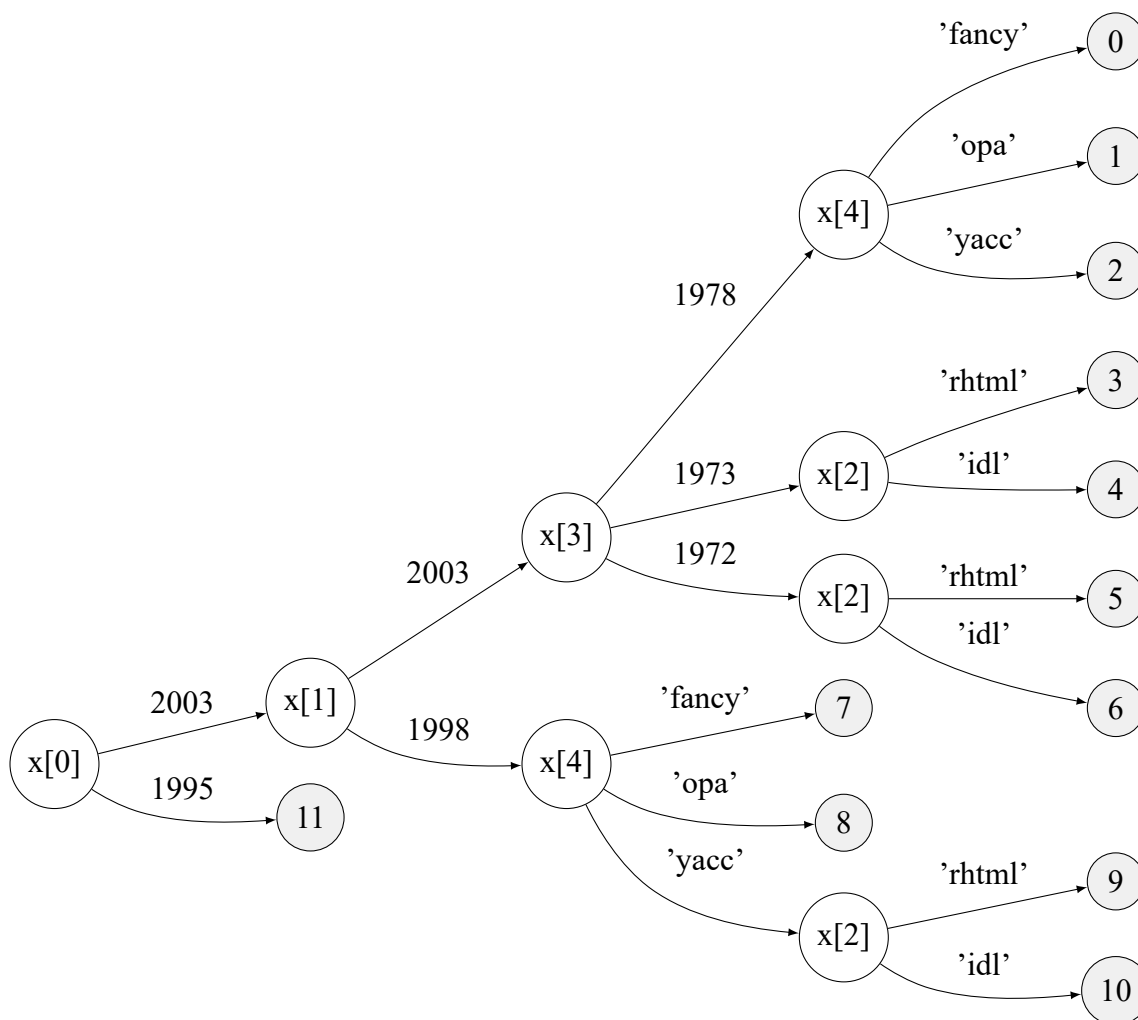 ’fancy’
0
’opa’
1
x[4]
’yacc’
2
1978
’rhtml’
3
1973
x[2]
’idl’
4
x[3]
1972
2003
x[2]
’rhtml’
5
’idl’
6
2003
x[1]
’fancy’
7
1998
x[0]
x[4]
1995
’opa’
11
8
’yacc’
’rhtml’
9
x[2]
’idl’
10